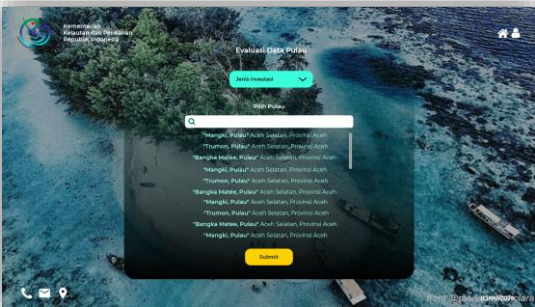 Kementerian
Kelautan dan Perikanan
Republik Indonesia
Evaluasi Data Pulau
Jenis Investasi
Pilih Pulau
"Mangki, Pulau" Aceh Selatan, Provinsi Aceh
"Trumon, Pulau" Aceh Selatan, Provinsi Aceh
"Bangka Matee, Pulau" Aceh Selatan, Provinsi Aceh
"Mangki, Pulau" Aceh Selatan, Provinsi Aceh
"Trumon, Pulau" Aceh Selatan, Provinsi Aceh
"Bangka Matee, Pulau" Aceh Selatan, Provinsi Aceh
"Mangki, Pulau" Aceh Selatan, Provinsi Aceh
"Trumon, Pulau" Aceh Selatan, Provinsi Aceh
"Bangka Matee, Pulau" Aceh Selatan, Provinsi Aceh
"Mangki, Pulau" Aceh Selatan, Provinsi Aceh
Submit